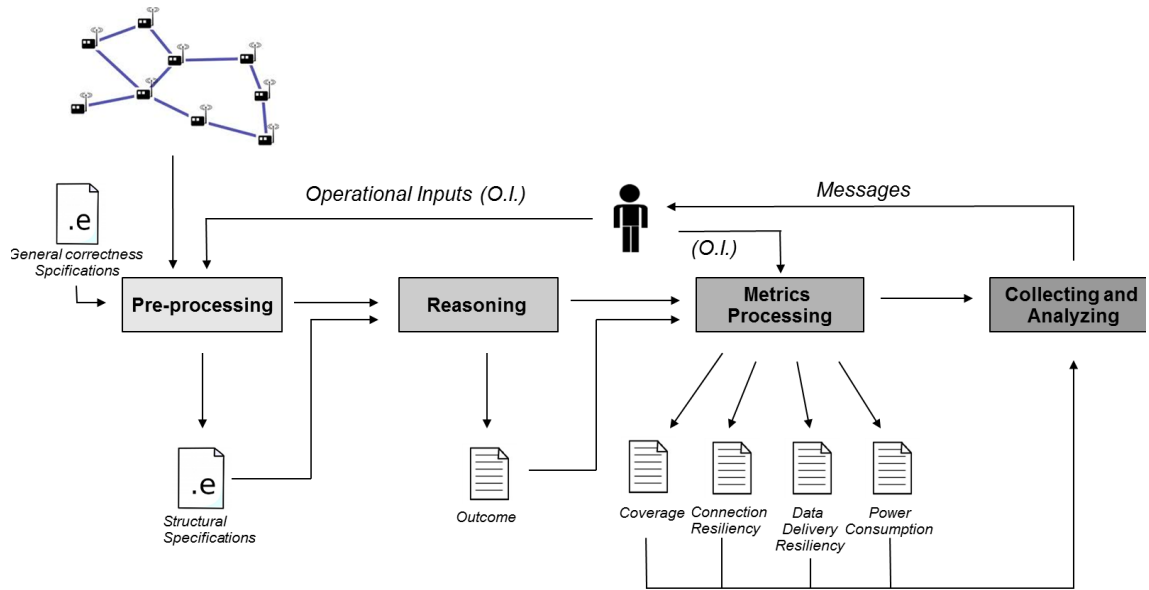 Operational Inputs (O.I.)
Messages
.e
General correctness
Spcifications
(O.I.)
Pre-processing
Reasoning
Metrics
Processing
Collecting and
Analyzing
.e
Structural
Specifications
Outcome
Coverage
Connection
Resiliency
Data
Delivery
Resiliency
Power
Consumption